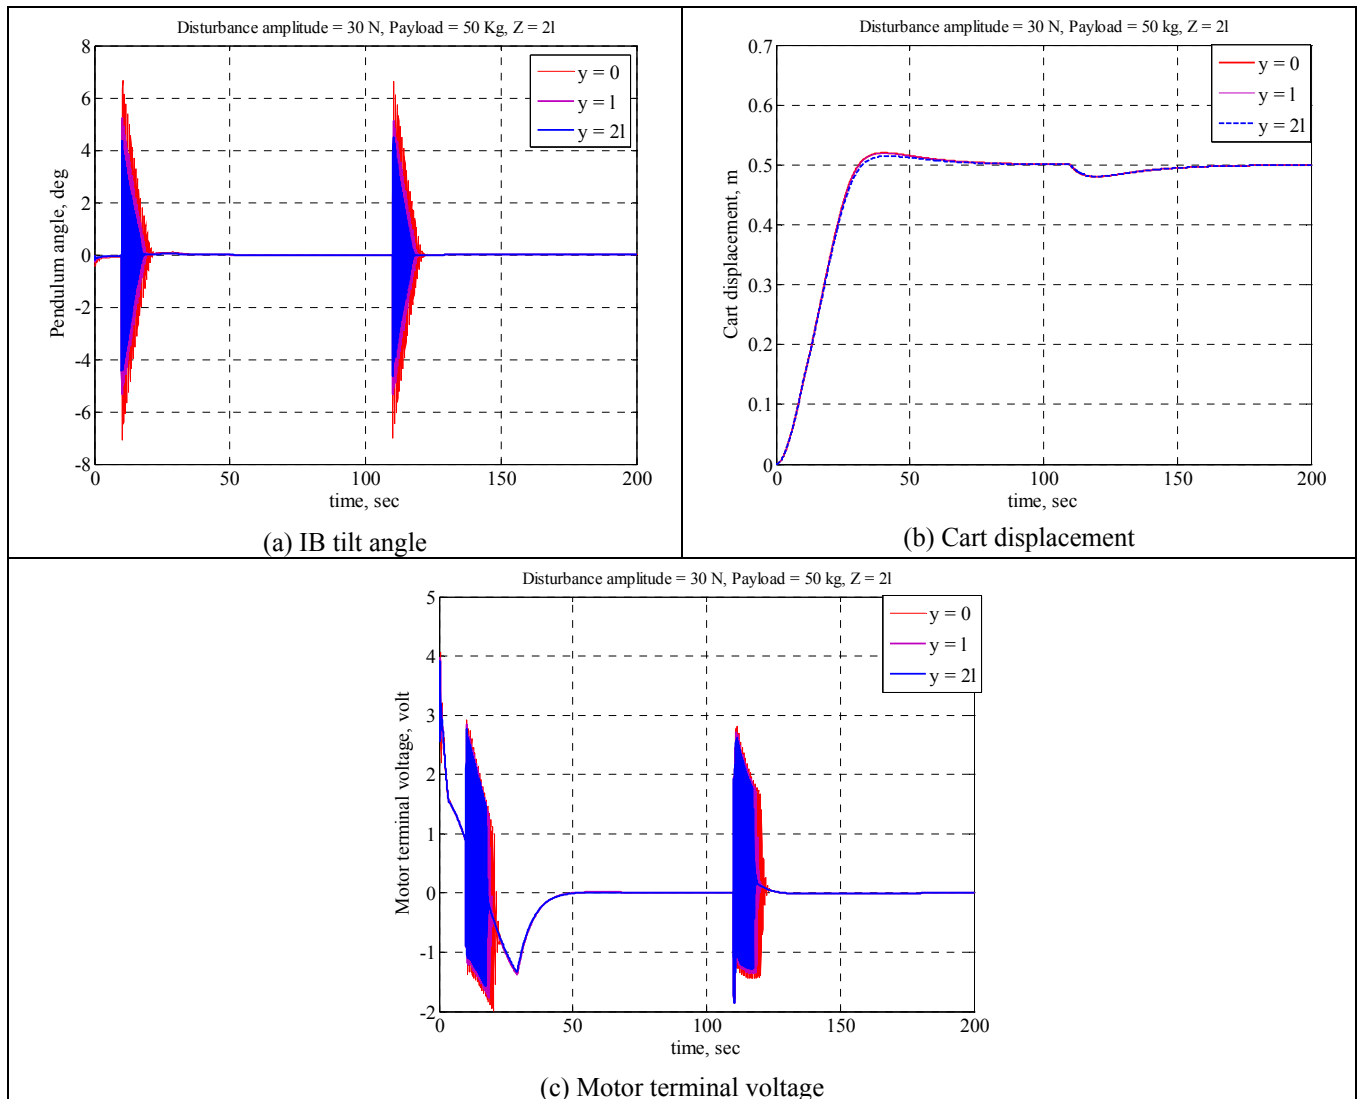 Disturbance amplitude = 30 N, Payload = 50 Kg, Z = 2l
8
6
4
2
0
-2
-4
-6
-8
Pendulum angle, deg
y = 0
y = l
y = 2l
0
50
100
150
200
time, sec
(a) IB tilt angle
Disturbance amplitude = 30 N, Payload = 50 kg, Z = 2l
0.7
0.6
0.5
0.4
0.3
0.2
0.1
0
Cart displacement, m
y = 0
y = l
y = 2l
0
50
100
150
200
time, sec
(b) Cart displacement
Disturbance amplitude = 30 N, Payload = 50 kg, Z = 2l
5
4
3
2
1
0
-1
-2
Motor terminal voltage, volt
y = 0
y = l
y = 2l
0
50
100
150
200
time, sec
(c) Motor terminal voltage